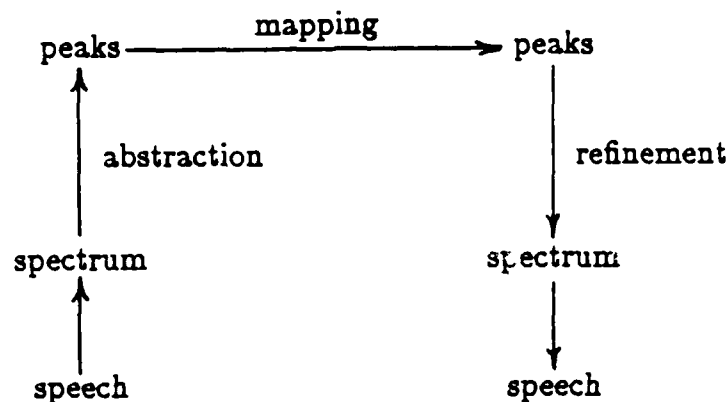 mapping
peaks peaks
abstraction refinement
spectrum spectrum
speech speech